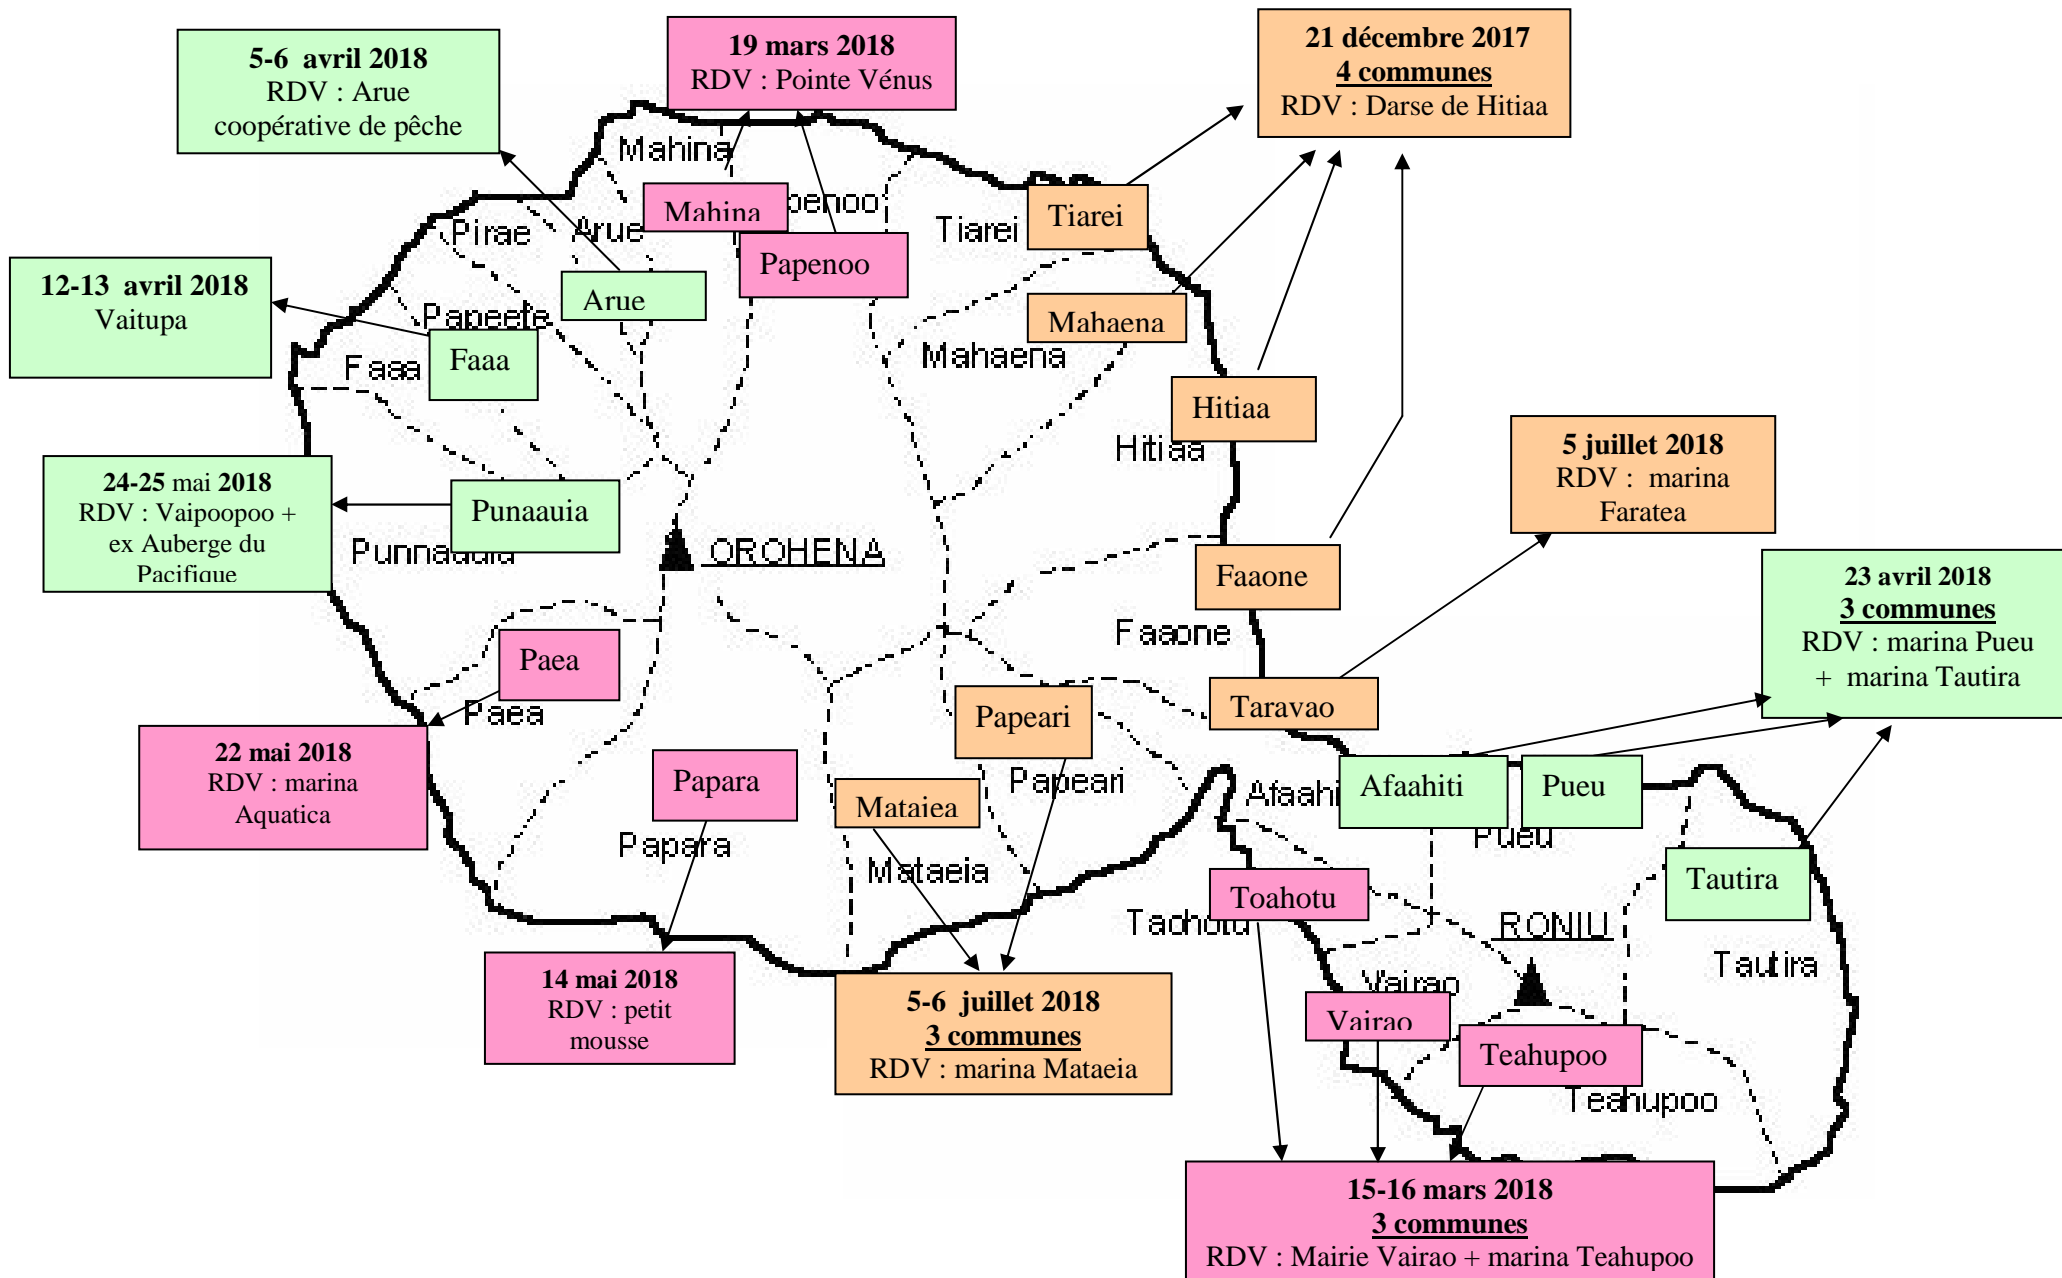 5-6 avril 2018
RDV : Arue
coopérative de pêche
19 mars 2018
RDV : Pointe Vénus
21 décembre 2017
4 communes
RDV : Darse de Hitiaa
Mahina
Mahina
penoo
Papenoo
Tiarei
Tiarei
Pirae
Arue
Arue
12-13 avril 2018
Vaitupa
Papeete
Faaa
Faaa
Mahaena
Mahaena
Hitiaa
Hitiaa
5 juillet 2018
RDV : marina
Faratea
24-25 mai 2018
RDV : Vaipoopoo +
ex Auberge du
Pacifique
Punaauia
Punnaauia
OROHENA
Faaone
Faaone
23 avril 2018
3 communes
RDV : marina Pueu
+ marina Tautira
Paea
Paea
Papeari
Papeari
Taravao
22 mai 2018
RDV : marina
Aquatica
Papara
Papara
Mataiea
Mataeia
Afaahi
Afaahiti
Pueu
Pueu
Tautira
Tautira
Toahotu
Taohotu
RONIU
Vairao
Vairao
Teahupoo
Teahupoo
14 mai 2018
RDV : petit
mousse
5-6 juillet 2018
3 communes
RDV : marina Mataeia
15-16 mars 2018
3 communes
RDV : Mairie Vairao + marina Teahupoo